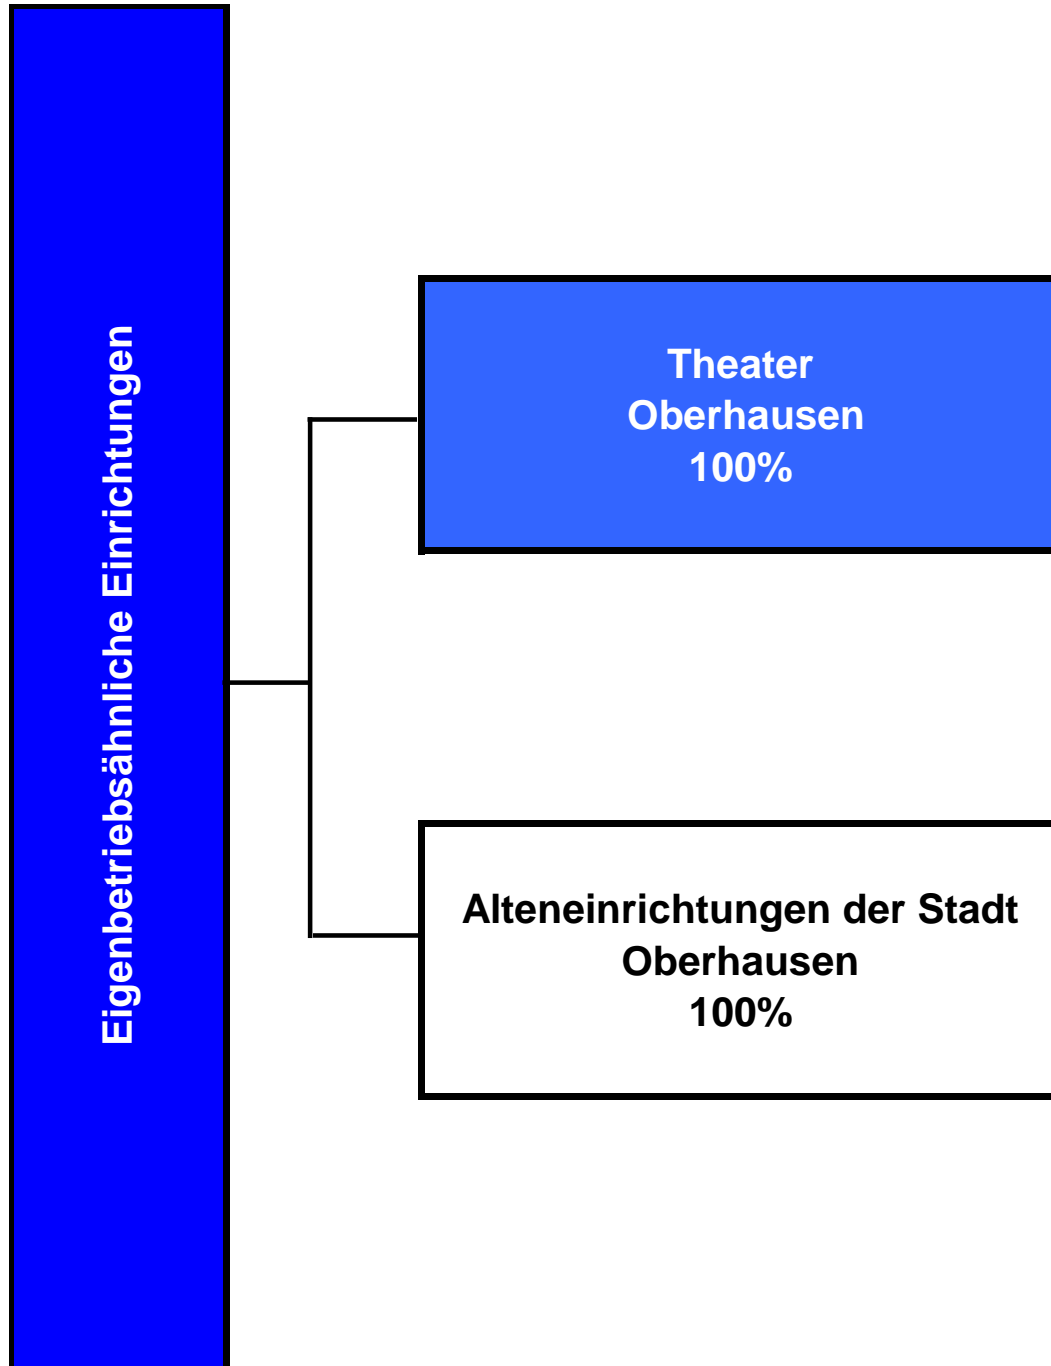 Eigenbetriebsähnliche Einrichtungen
Theater
Oberhausen
100%
Alteneinrichtungen der Stadt
Oberhausen
100%